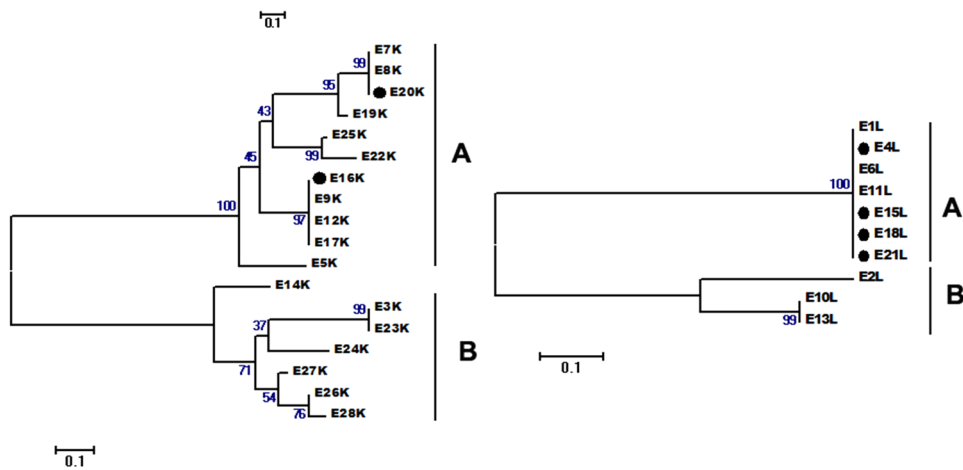 0.1
E7K
99
E8K
95
E20K
43
E19K
E25K
45
99
E22K
E16K
100
E9K
97
E12K
E17K
E5K
A
E14K
99
E3K
E23K
37
E24K
71
E27K
54
E26K
76
E28K
B
0.1
E1L
E4L
E6L
100
E11L
E15L
E18L
E21L
A
E2L
E10L
99
E13L
B
0.1